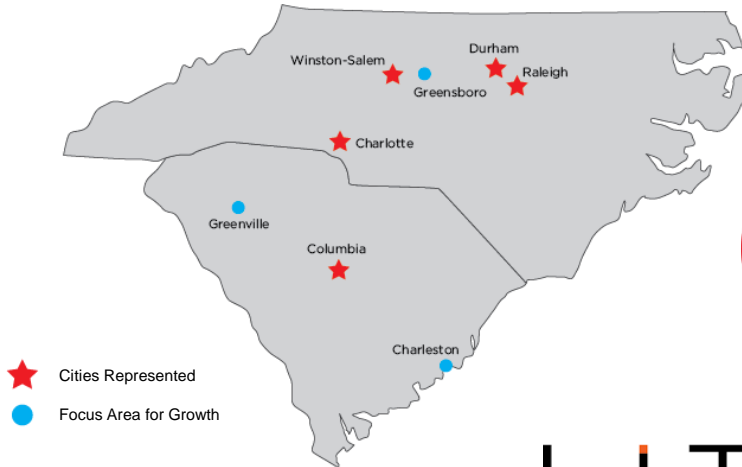 Durham
Winston-Salem
Raleigh
Greensboro
Charlotte
Greenville
Columbia
Charleston
Cities Represented
Focus Area for Growth